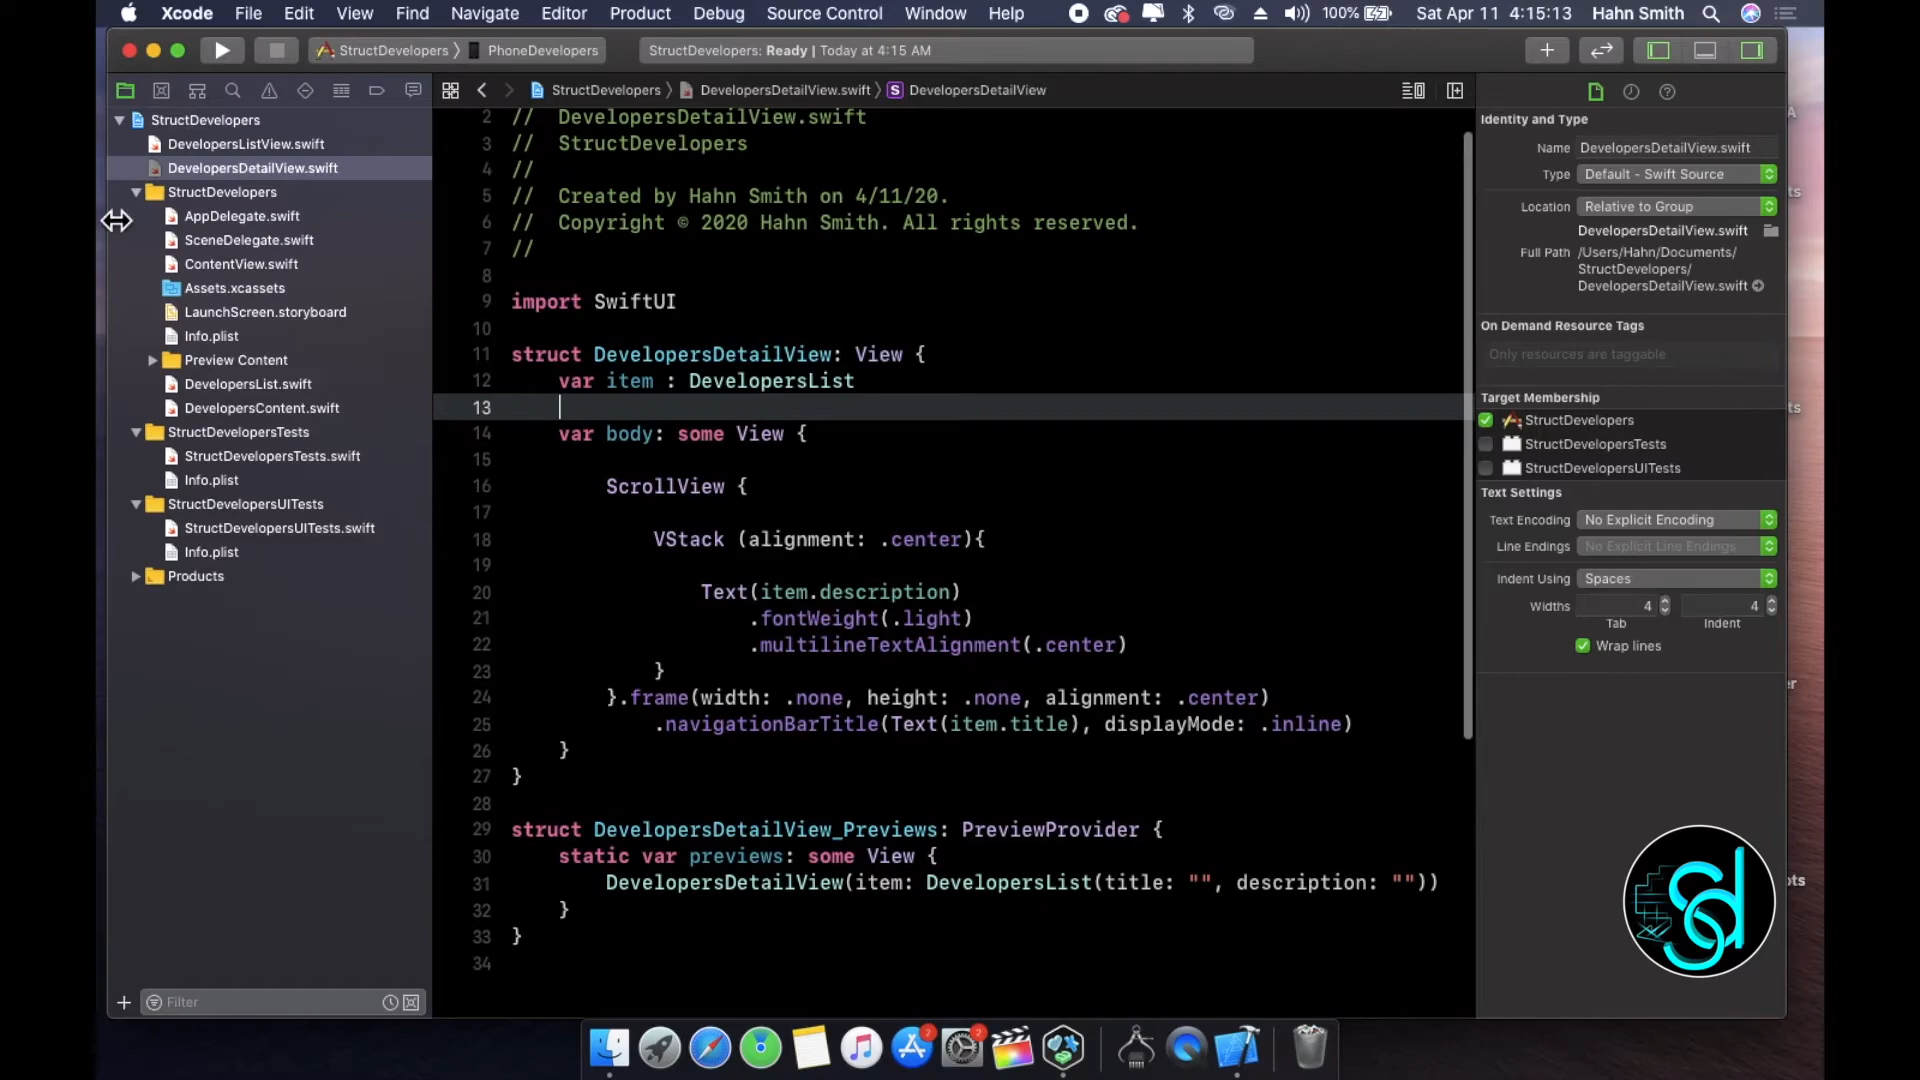 Xcode File Edit View Find Navigate Editor Product Debug Source Control Window Help 100% Sat Apr 11 4:15:13 Hahn Smith
StructDevelopers PhoneDevelopers
StructDevelopers: Ready | Today at 4:15 AM
StructDevelopers DevelopersDetailView.swift S DevelopersDetailView
StructDevelopers
DevelopersListView.swift
DevelopersDetailView.swift
StructDevelopers
AppDelegate.swift
SceneDelegate.swift
ContentView.swift
Assets.xcassets
LaunchScreen.storyboard
Info.plist
Preview Content
DevelopersList.swift
DevelopersContent.swift
StructDevelopersTests
StructDevelopersTests.swift
Info.plist
StructDevelopersUITests
StructDevelopersUITests.swift
Info.plist
Products
Filter
2 // DevelopersDetailView.swift
3 // StructDevelopers
4 //
5 // Created by Hahn Smith on 4/11/20.
6 // Copyright © 2020 Hahn Smith. All rights reserved.
7 //
8
9 import SwiftUI
10
11 struct DevelopersDetailView: View {
12 var item : DevelopersList
13
14 var body: some View {
15
16 ScrollView {
17
18 VStack (alignment: .center){
19
20 Text(item.description)
21 .fontWeight(.light)
22 .multilineTextAlignment(.center)
23 }
24 }.frame(width: .none, height: .none, alignment: .center)
25 .navigationBarTitle(Text(item.title), displayMode: .inline)
26 }
27 }
28
29 struct DevelopersDetailView_Previews: PreviewProvider {
30 static var previews: some View {
31 DevelopersDetailView(item: DevelopersList(title: "", description: ""))
32 }
33 }
34
Identity and Type
Name DevelopersDetailView.swift
Type Default - Swift Source
Location Relative to Group
DevelopersDetailView.swift
Full Path /Users/Hahn/Documents/
StructDevelopers/
DevelopersDetailView.swift
On Demand Resource Tags
Only resources are taggable
Target Membership
StructDevelopers
StructDevelopersTests
StructDevelopersUITests
Text Settings
Text Encoding No Explicit Encoding
Line Endings No Explicit Line Endings
Indent Using Spaces
Widths 4 4
Tab Indent
Wrap lines
sd
2 2